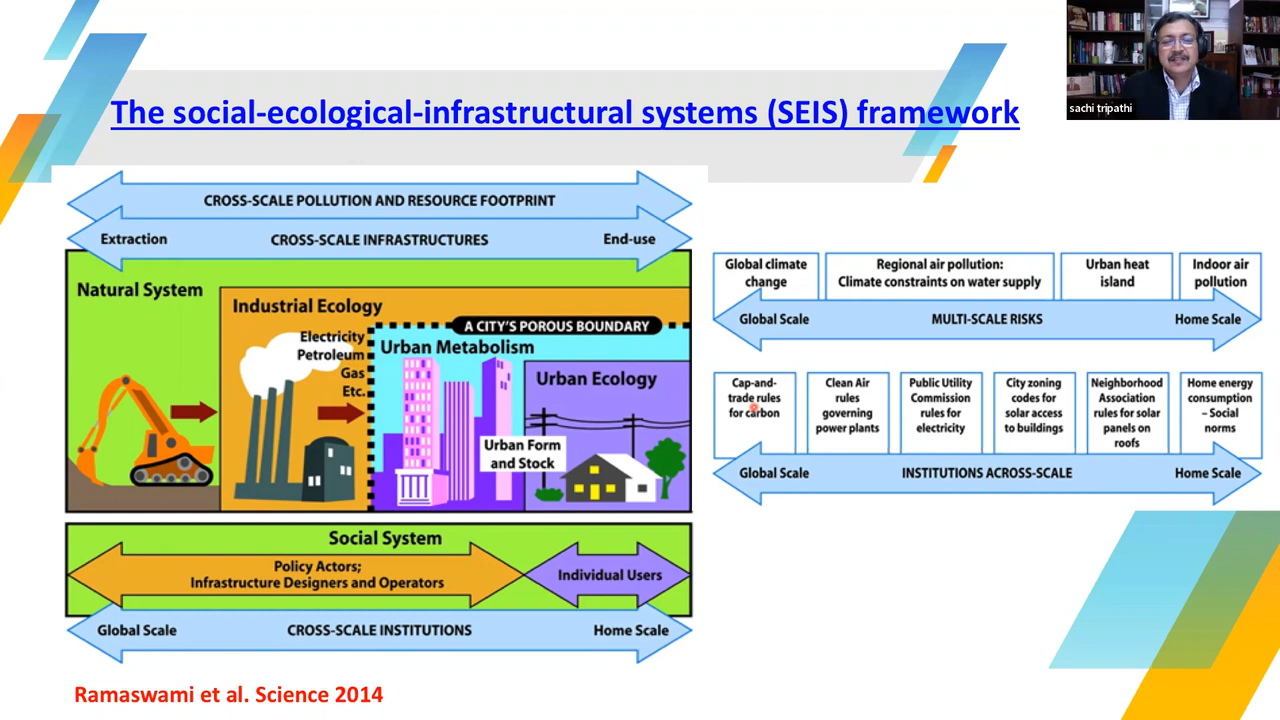 The social-ecological-infrastructural systems (SEIS) framework
sachi tripathi
CROSS-SCALE POLLUTION AND RESOURCE FOOTPRINT
Extraction
CROSS-SCALE INFRASTRUCTURES
End-use
Natural System
Industrial Ecology
Electricity
Petroleum
Gas
Etc.
A CITY'S POROUS BOUNDARY
Urban Metabolism
Urban Ecology
Urban Form
and Stock
Social System
Policy Actors;
Infrastructure Designers and Operators
Individual Users
Global Scale
CROSS-SCALE INSTITUTIONS
Home Scale
Ramaswami et al. Science 2014
Global climate
change
Regional air pollution:
Climate constraints on water supply
Urban heat
island
Indoor air
pollution
Global Scale
MULTI-SCALE RISKS
Home Scale
Cap-and-
trade rules
for carbon
Clean Air
rules
governing
power plants
Public Utility
Commission
rules for
electricity
City zoning
codes for
solar access
to buildings
Neighborhood
Association
rules for solar
panels on
roofs
Home energy
consumption
– Social
norms
Global Scale
INSTITUTIONS ACROSS-SCALE
Home Scale